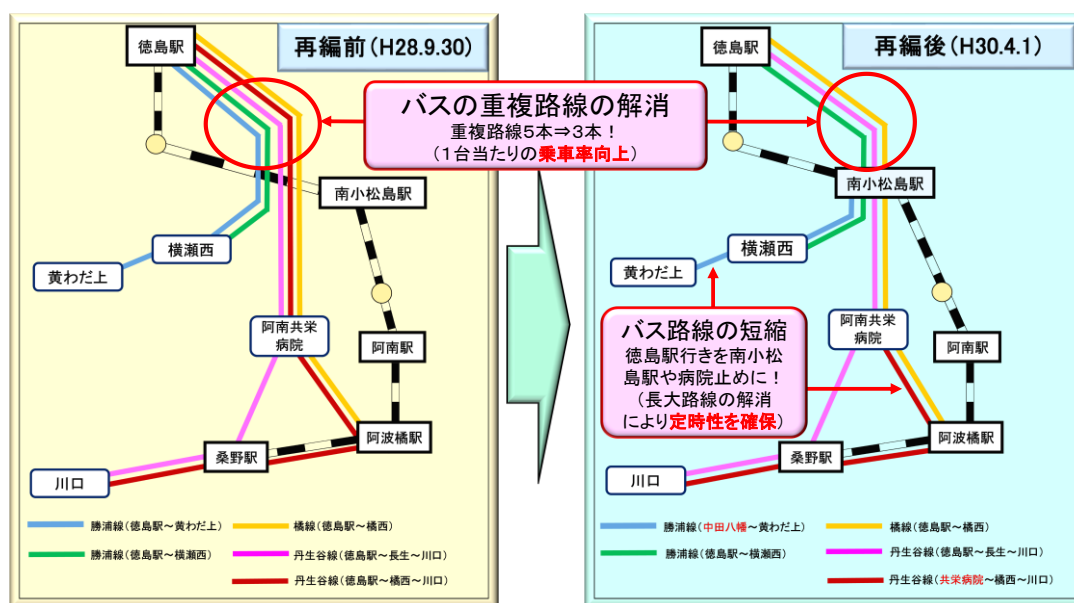 再編前(H28.9.30)
徳島駅
南小松島駅
横瀬西
黄わだ上
阿南共栄
病院
阿南駅
阿波橘駅
桑野駅
川口
勝浦線(徳島駅～黄わだ上)
橘線(徳島駅～橘西)
勝浦線(徳島駅～横瀬西)
丹生谷線(徳島駅～長生～川口)
丹生谷線(徳島駅～橘西～川口)
バスの重複路線の解消
重複路線5本⇒3本！
(1台当たりの乗車率向上)
再編後(H30.4.1)
徳島駅
南小松島駅
横瀬西
黄わだ上
バス路線の短縮
徳島駅行きを南小松
島駅や病院止めに！
(長大路線の解消
により定時性を確保)
阿南共栄
病院
阿南駅
阿波橘駅
桑野駅
川口
勝浦線(中田八幡～黄わだ上)
橘線(徳島駅～橘西)
勝浦線(徳島駅～横瀬西)
丹生谷線(徳島駅～長生～川口)
丹生谷線(共栄病院～橘西～川口)